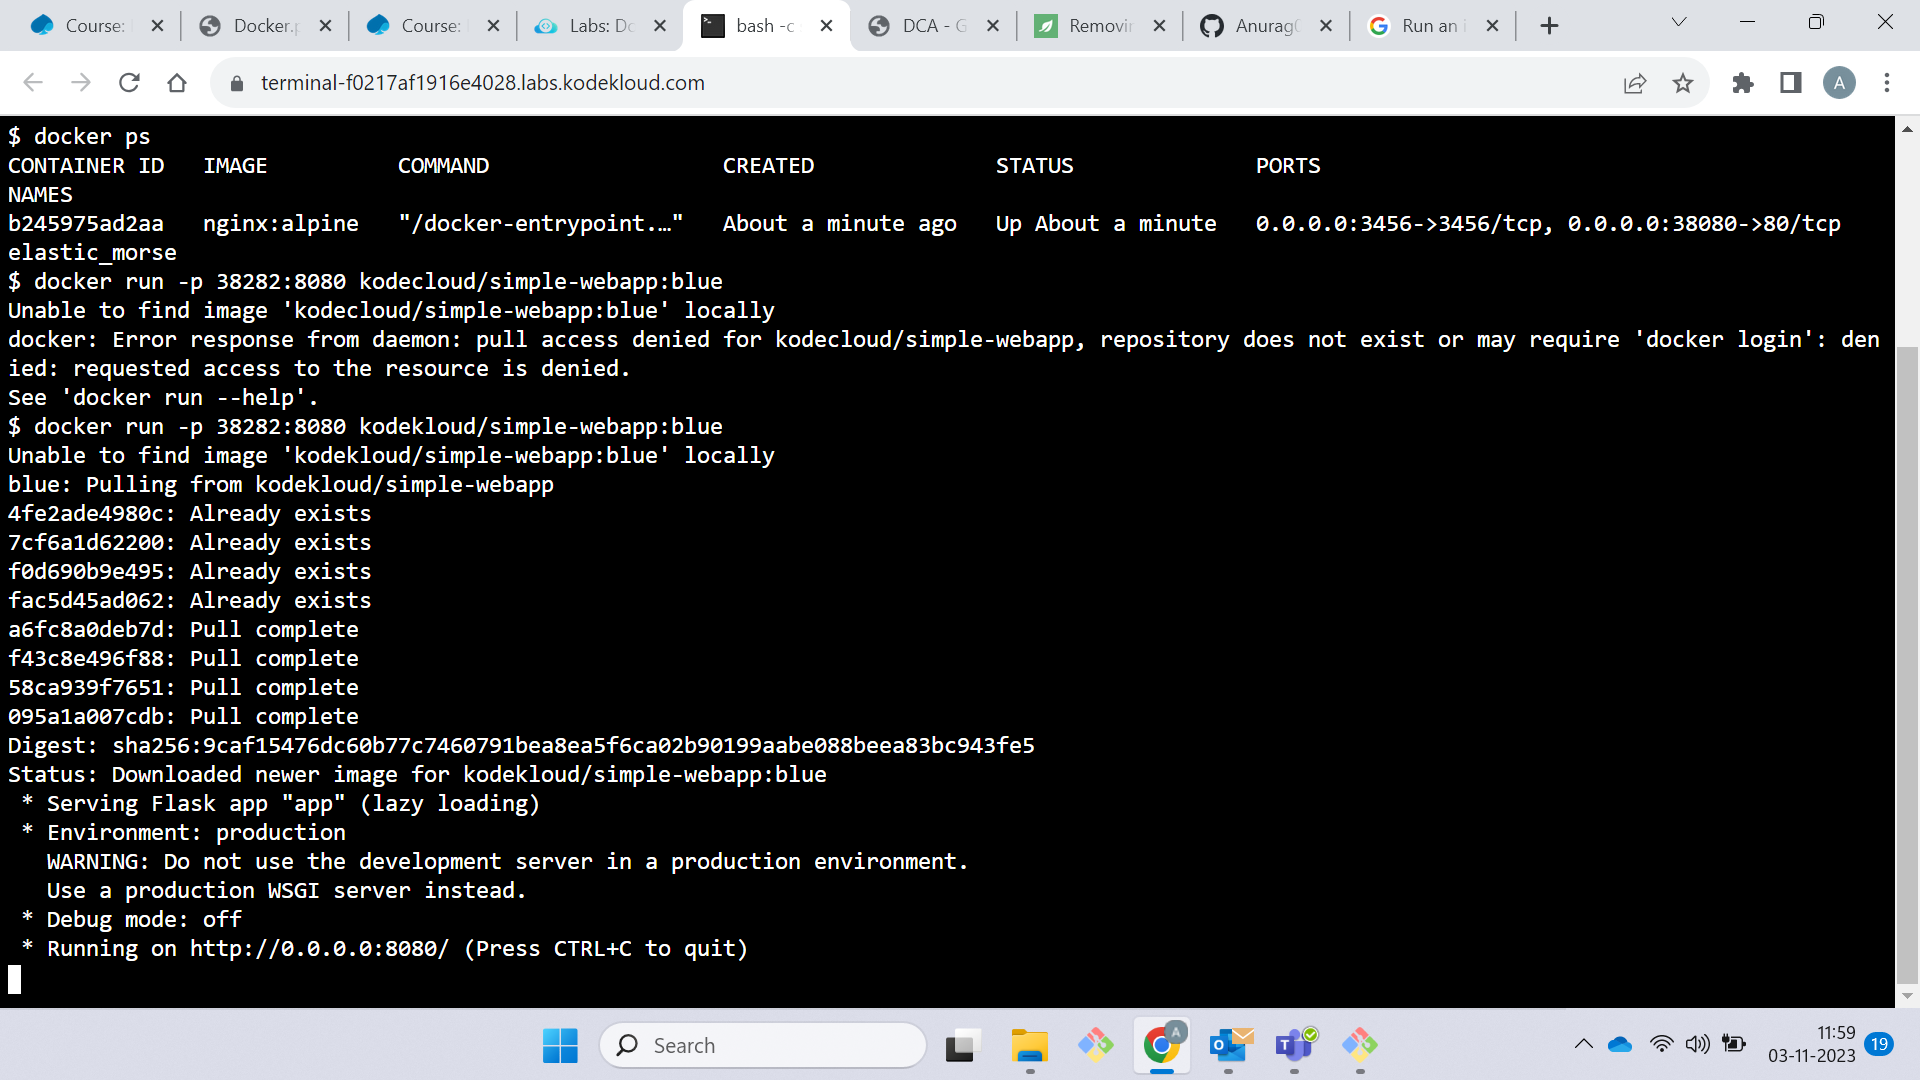 Course:
Docker.p
Course:
Labs: Do
bash -c
DCA - G
Removin
Anurag
Run an i
terminal-f0217af1916e4028.labs.kodekloud.com
A
$ docker ps
CONTAINER ID   IMAGE          COMMAND                  CREATED              STATUS              PORTS
NAMES
b245975ad2aa   nginx:alpine   "/docker-entrypoint.…"   About a minute ago   Up About a minute   0.0.0.0:3456->3456/tcp, 0.0.0.0:38080->80/tcp
elastic_morse
$ docker run -p 38282:8080 kodecloud/simple-webapp:blue
Unable to find image 'kodecloud/simple-webapp:blue' locally
docker: Error response from daemon: pull access denied for kodecloud/simple-webapp, repository does not exist or may require 'docker login': den
ied: requested access to the resource is denied.
See 'docker run --help'.
$ docker run -p 38282:8080 kodekloud/simple-webapp:blue
Unable to find image 'kodekloud/simple-webapp:blue' locally
blue: Pulling from kodekloud/simple-webapp
4fe2ade4980c: Already exists
7cf6a1d62200: Already exists
f0d690b9e495: Already exists
fac5d45ad062: Already exists
a6fc8a0deb7d: Pull complete
f43c8e496f88: Pull complete
58ca939f7651: Pull complete
095a1a007cdb: Pull complete
Digest: sha256:9caf15476dc60b77c7460791bea8ea5f6ca02b90199aabe088beea83bc943fe5
Status: Downloaded newer image for kodekloud/simple-webapp:blue
 * Serving Flask app "app" (lazy loading)
 * Environment: production
   WARNING: Do not use the development server in a production environment.
   Use a production WSGI server instead.
 * Debug mode: off
 * Running on http://0.0.0.0:8080/ (Press CTRL+C to quit)
Search
A
11:59
03-11-2023
19